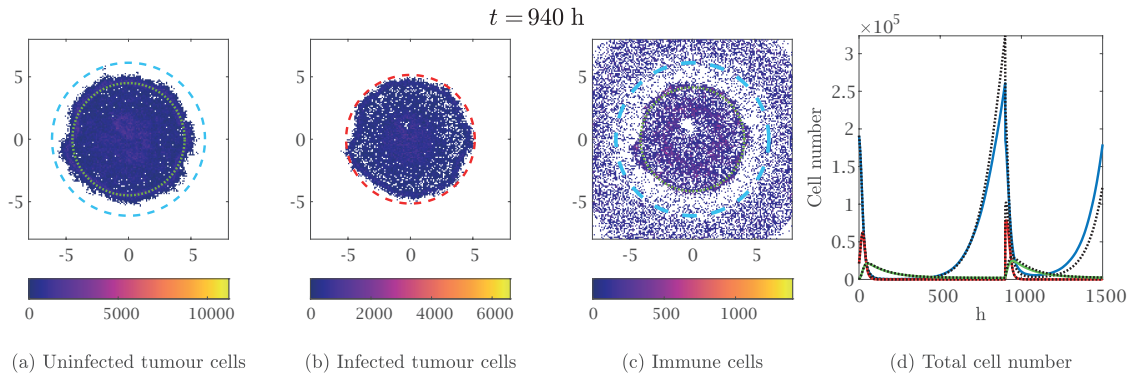 t = 940 h
5
0
-5
-5 0 5
0 5000 10000
(a) Uninfected tumour cells
5
0
-5
-5 0 5
0 2000 4000 6000
(b) Infected tumour cells
5
0
-5
-5 0 5
0 500 1000
(c) Immune cells
×10⁵
3
2.5
2
1.5
1
0.5
0
Cell number
0 500 1000 1500
h
(d) Total cell number